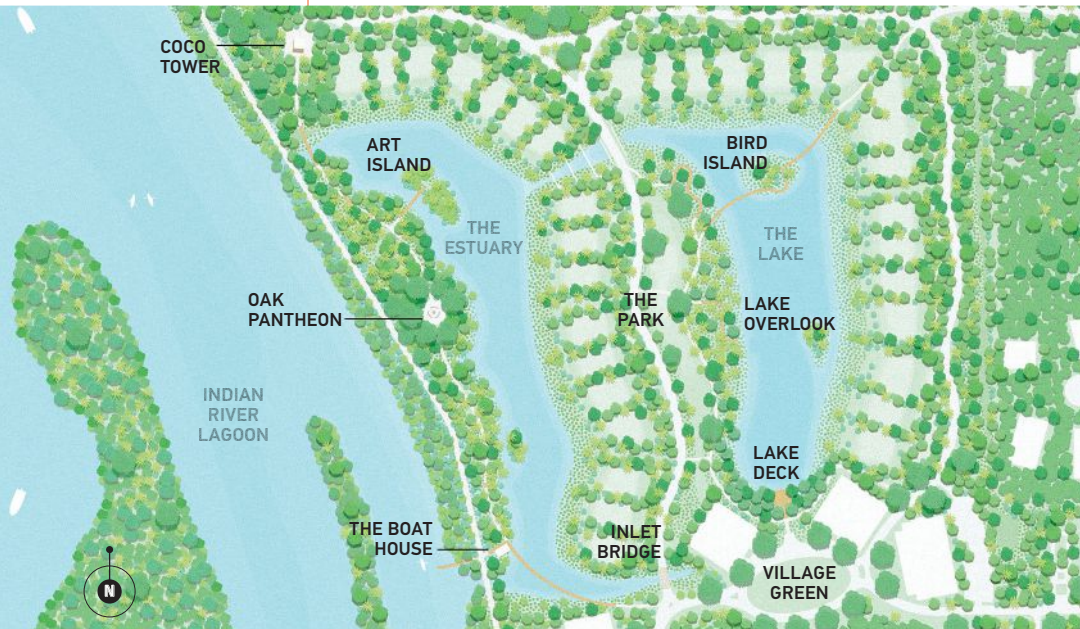 COCO
TOWER
ART
ISLAND
BIRD
ISLAND
THE
ESTUARY
THE
LAKE
OAK
PANTHEON
THE
PARK
LAKE
OVERLOOK
INDIAN
RIVER
LAGOON
LAKE
DECK
THE BOAT
HOUSE
INLET
BRIDGE
VILLAGE
GREEN
N